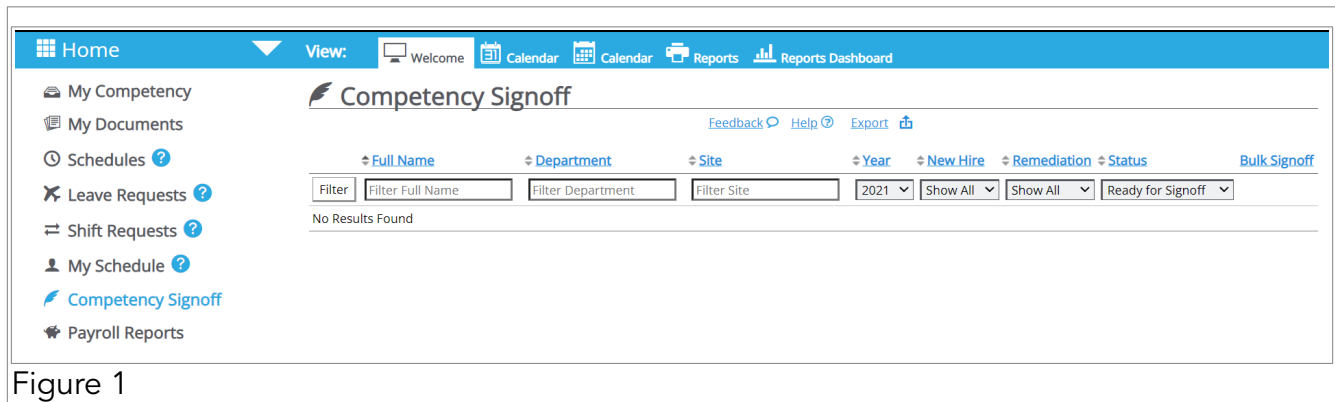 Home
View: Welcome Calendar Calendar Reports Reports Dashboard
My Competency
My Documents
Schedules ?
Leave Requests ?
Shift Requests ?
My Schedule ?
Competency Signoff
Payroll Reports
Competency Signoff
Feedback Help ? Export
Full Name Department Site Year New Hire Remediation Status Bulk Signoff
Filter Filter Full Name Filter Department Filter Site 2021 Show All Show All Ready for Signoff
No Results Found
Figure 1